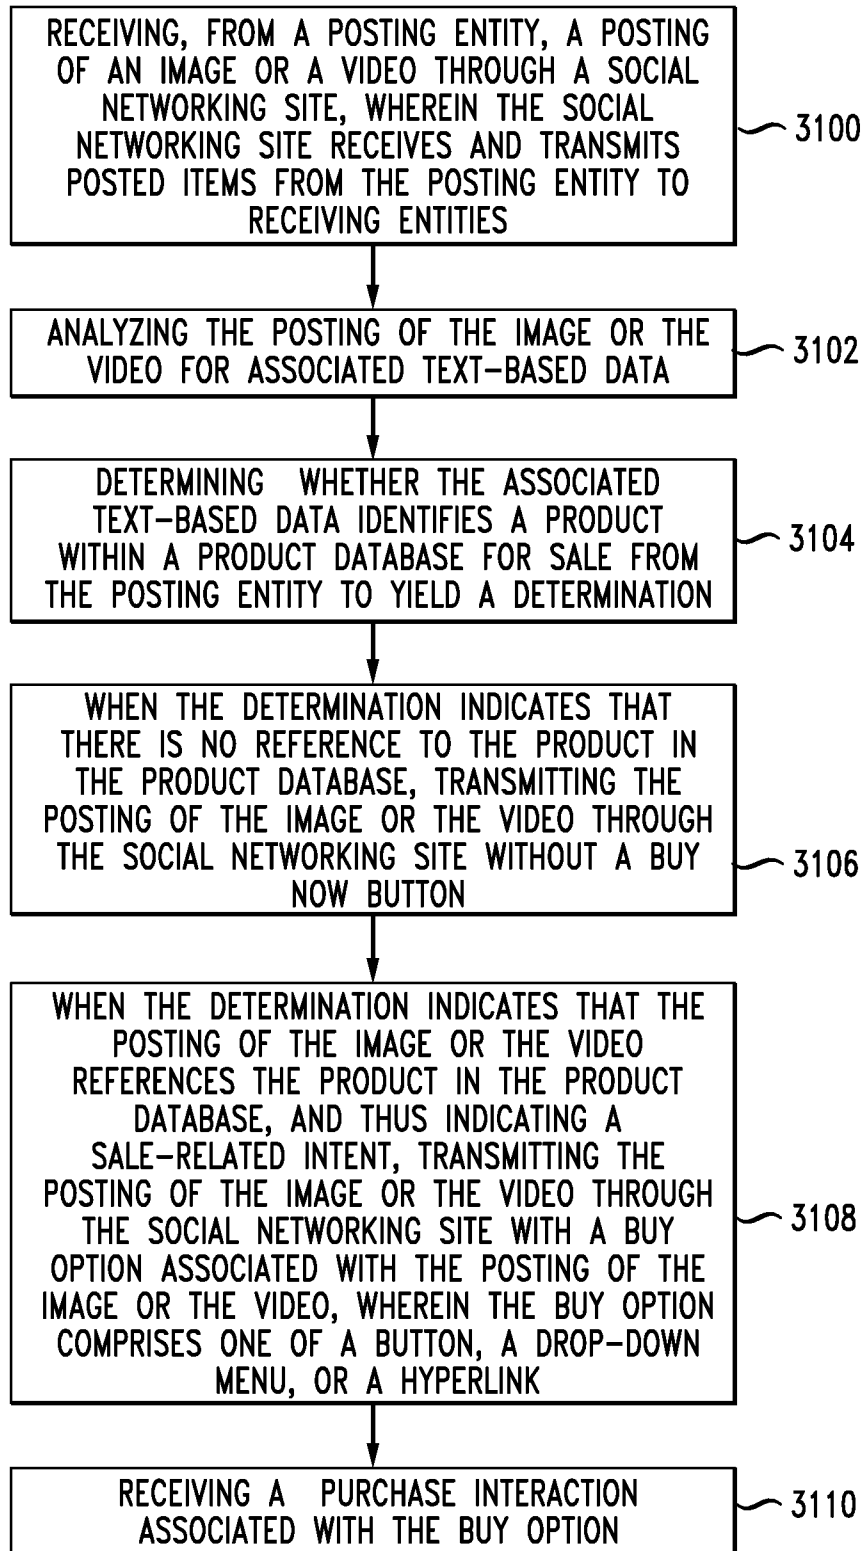 RECEIVING, FROM A POSTING ENTITY, A POSTING
OF AN IMAGE OR A VIDEO THROUGH A SOCIAL
NETWORKING SITE, WHEREIN THE SOCIAL
NETWORKING SITE RECEIVES AND TRANSMITS
POSTED ITEMS FROM THE POSTING ENTITY TO
RECEIVING ENTITIES
3100
ANALYZING THE POSTING OF THE IMAGE OR THE
VIDEO FOR ASSOCIATED TEXT-BASED DATA
3102
DETERMINING WHETHER THE ASSOCIATED
TEXT-BASED DATA IDENTIFIES A PRODUCT
WITHIN A PRODUCT DATABASE FOR SALE FROM
THE POSTING ENTITY TO YIELD A DETERMINATION
3104
WHEN THE DETERMINATION INDICATES THAT
THERE IS NO REFERENCE TO THE PRODUCT IN
THE PRODUCT DATABASE, TRANSMITTING THE
POSTING OF THE IMAGE OR THE VIDEO THROUGH
THE SOCIAL NETWORKING SITE WITHOUT A BUY
NOW BUTTON
3106
WHEN THE DETERMINATION INDICATES THAT THE
POSTING OF THE IMAGE OR THE VIDEO
REFERENCES THE PRODUCT IN THE PRODUCT
DATABASE, AND THUS INDICATING A
SALE-RELATED INTENT, TRANSMITTING THE
POSTING OF THE IMAGE OR THE VIDEO THROUGH
THE SOCIAL NETWORKING SITE WITH A BUY
OPTION ASSOCIATED WITH THE POSTING OF THE
IMAGE OR THE VIDEO, WHEREIN THE BUY OPTION
COMPRISES ONE OF A BUTTON, A DROP-DOWN
MENU, OR A HYPERLINK
3108
RECEIVING A PURCHASE INTERACTION
ASSOCIATED WITH THE BUY OPTION
3110